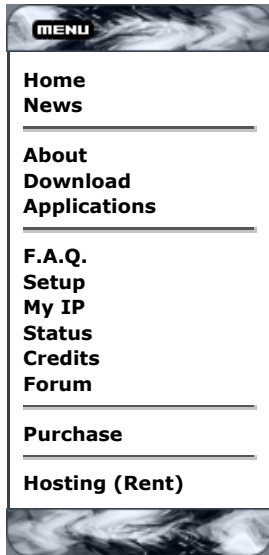 MENU
Home
News
About
Download
Applications
F.A.Q.
Setup
My IP
Status
Credits
Forum
Purchase
Hosting (Rent)